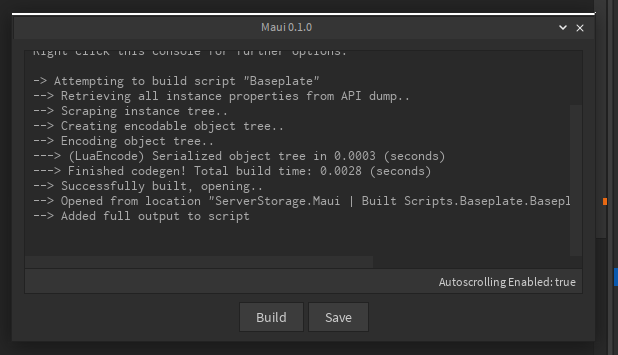 Maui 0.1.0
Right click this console for further options.
-> Attempting to build script "Baseplate"
--> Retrieving all instance properties from API dump..
--> Scraping instance tree..
--> Creating encodable object tree..
--> Encoding object tree..
---> (LuaEncode) Serialized object tree in 0.0003 (seconds)
---> Finished codegen! Total build time: 0.0028 (seconds)
--> Successfully built, opening..
--> Opened from location "ServerStorage.Maui | Built Scripts.Baseplate.Basepl
--> Added full output to script
Autoscrolling Enabled: true
Build Save